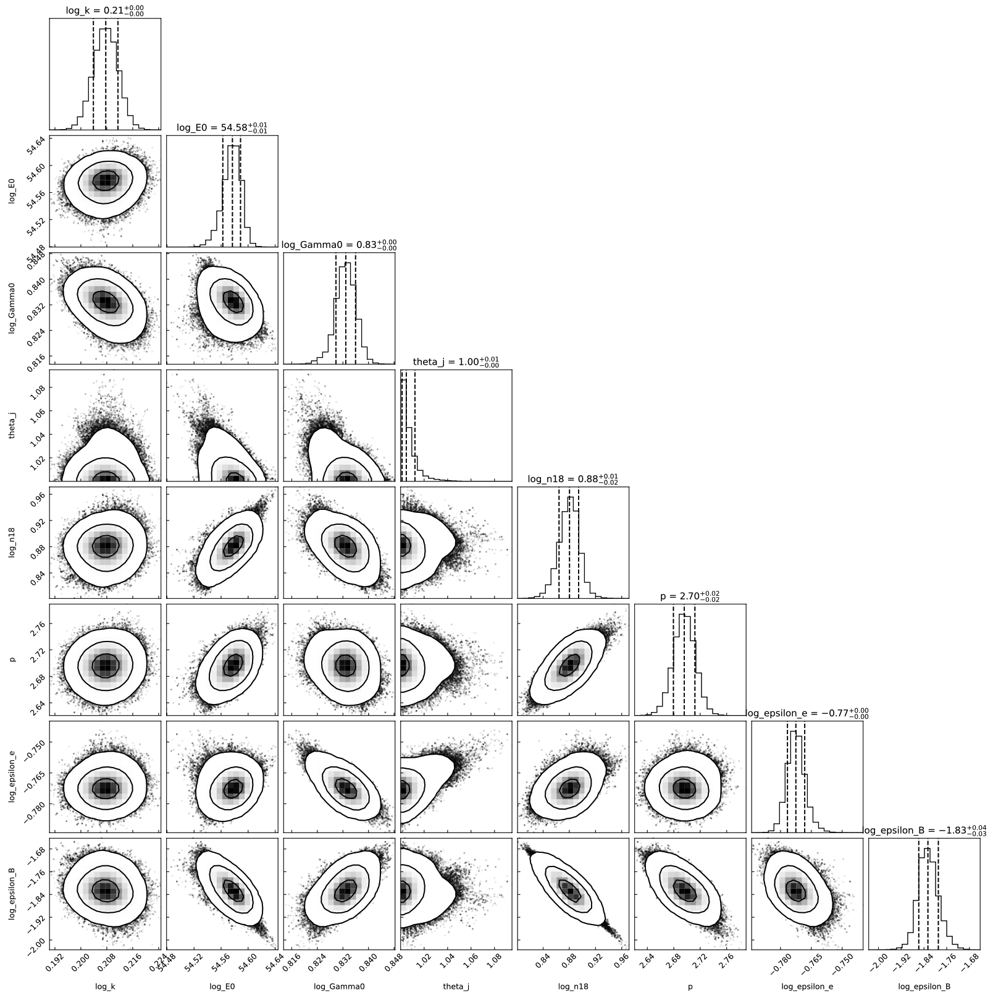 log_k = 0.21+0.00 −0.00
log_E0 = 54.58+0.01 −0.01
54.64
54.60
54.56
54.52
54.48
log_E0
log_Gamma0 = 0.83+0.00 −0.00
0.848
0.840
0.832
0.824
0.816
log_Gamma0
theta_j = 1.00+0.01 −0.00
1.08
1.06
1.04
1.02
theta_j
log_n18 = 0.88+0.01 −0.02
0.96
0.92
0.88
0.84
log_n18
p = 2.70+0.02 −0.02
2.76
2.72
2.68
2.64
p
log_epsilon_e = −0.77+0.00 −0.00
−0.750
−0.765
−0.780
log_epsilon_e
log_epsilon_B = −1.83+0.04 −0.03
−1.68
−1.76
−1.84
−1.92
−2.00
log_epsilon_B
0.192 0.200 0.208 0.216 0.224 54.48 54.52 54.56 54.60 54.64 0.816 0.824 0.832 0.840 0.848 1.02 1.04 1.06 1.08 0.84 0.88 0.92 0.96 2.64 2.68 2.72 2.76 −0.780 −0.765 −0.750 −2.00 −1.92 −1.84 −1.76 −1.68
log_k log_E0 log_Gamma0 theta_j log_n18 p log_epsilon_e log_epsilon_B